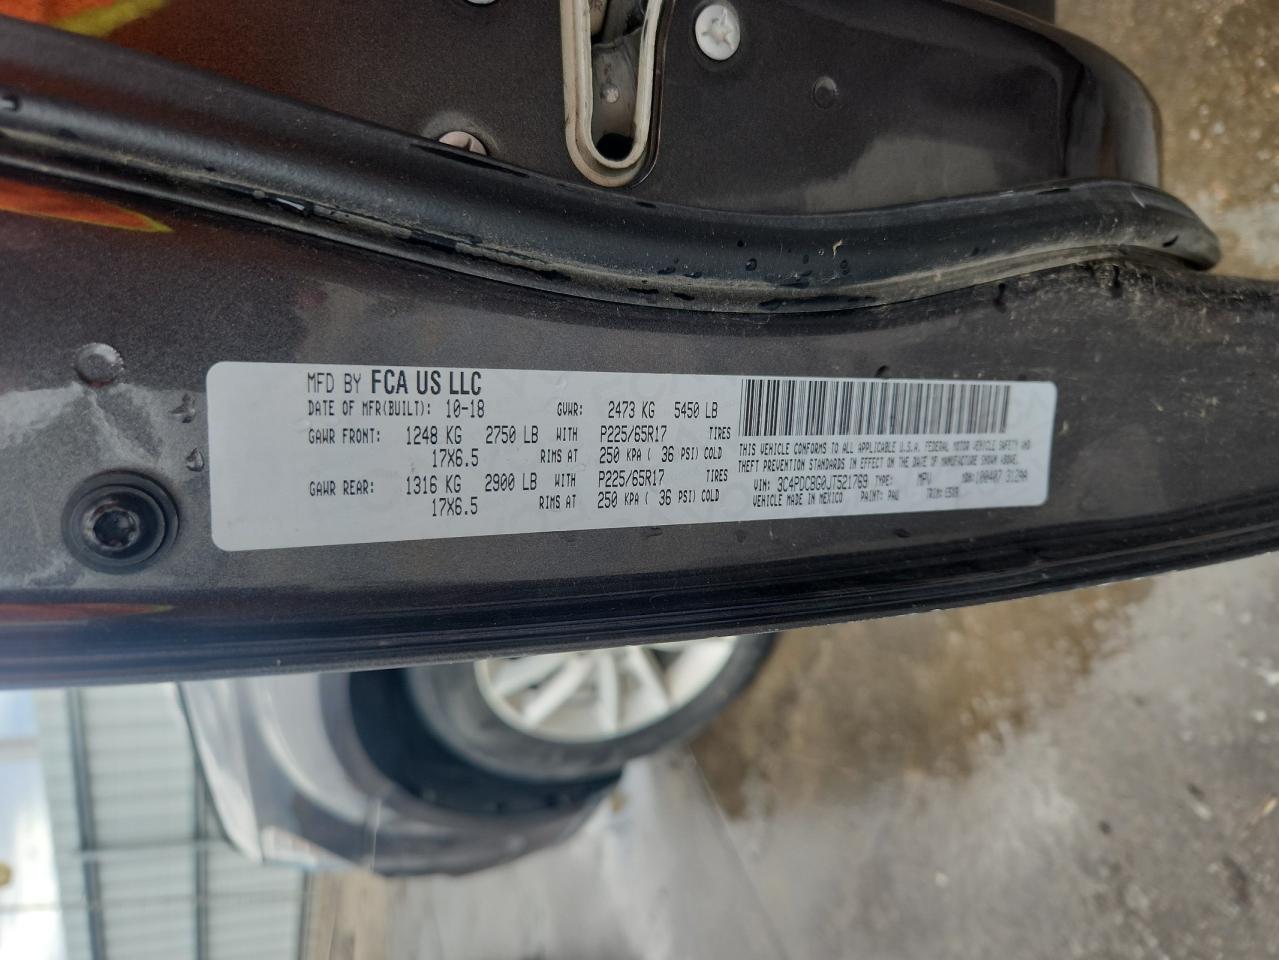 MFD BY FCA US LLC
DATE OF MFR(BUILT): 10-18 GVWR: 2473 KG 5450 LB
GAWR FRONT: 1248 KG 2750 LB WITH P225/65R17 TIRES
17X6.5 RIMS AT 250 KPA ( 36 PSI) COLD
GAWR REAR: 1316 KG 2900 LB WITH P225/65R17 TIRES
17X6.5 RIMS AT 250 KPA ( 36 PSI) COLD
THIS VEHICLE CONFORMS TO ALL APPLICABLE U.S.A. FEDERAL MOTOR VEHICLE SAFETY AND
THEFT PREVENTION STANDARDS IN EFFECT ON THE DATE OF MANUFACTURE SHOWN ABOVE.
VIN: 3C4PDCBG0JT521769 TYPE: MPV
VEHICLE MADE IN MEXICO PAINT: PAU TRIM: